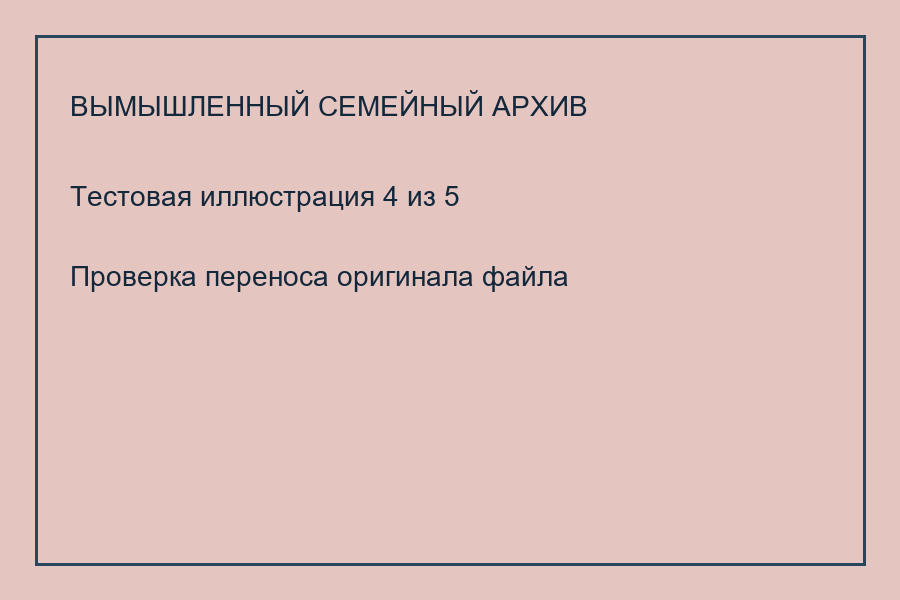 ВЫМЫШЛЕННЫЙ СЕМЕЙНЫЙ АРХИВ
Тестовая иллюстрация 4 из 5
Проверка переноса оригинала файла